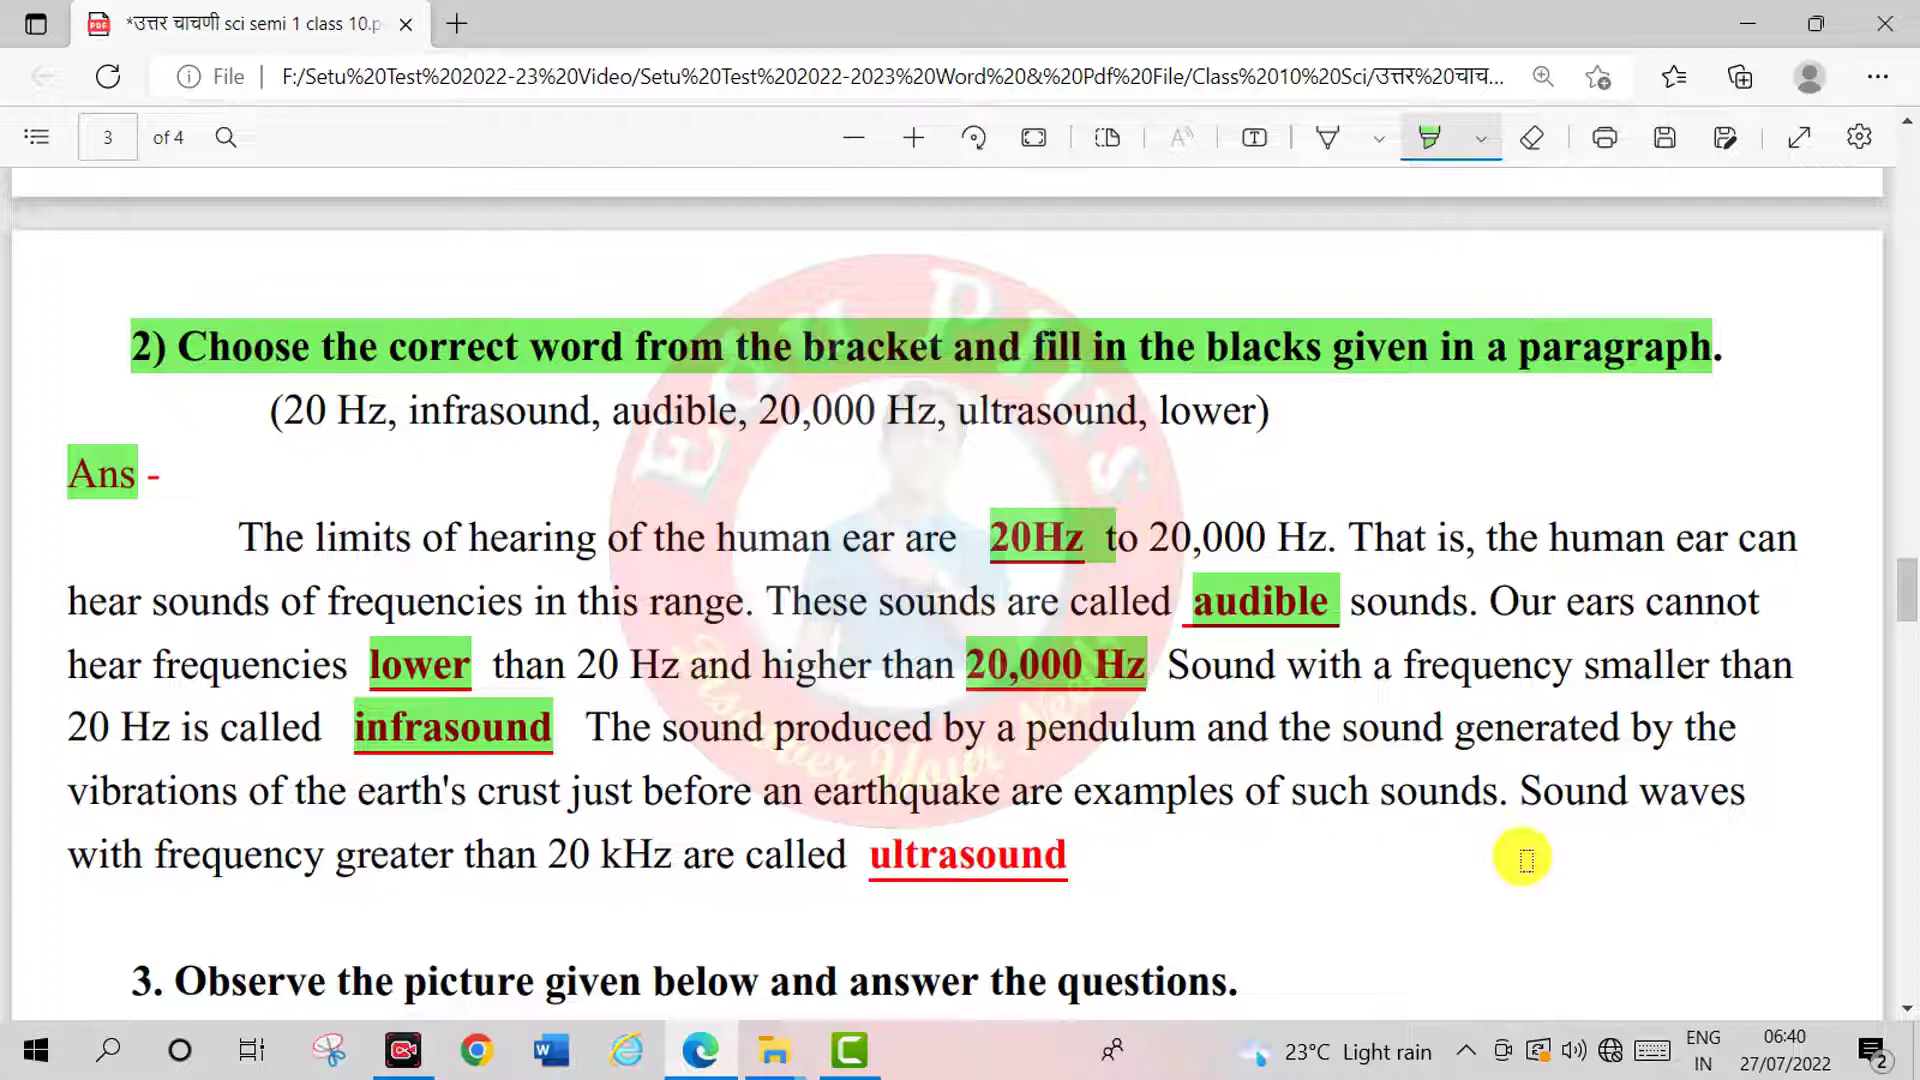 *उत्तर चाचणी sci semi 1 class 10.p
File
F:/Setu%20Test%202022-23%20Video/Setu%20Test%202022-2023%20Word%20&%20Pdf%20File/Class%2010%20Sci/उत्तर%20चाच...
3 of 4
2) Choose the correct word from the bracket and fill in the blacks given in a paragraph.
(20 Hz, infrasound, audible, 20,000 Hz, ultrasound, lower)
Ans -
The limits of hearing of the human ear are 20Hz to 20,000 Hz. That is, the human ear can
hear sounds of frequencies in this range. These sounds are called audible sounds. Our ears cannot
hear frequencies lower than 20 Hz and higher than 20,000 Hz Sound with a frequency smaller than
20 Hz is called infrasound The sound produced by a pendulum and the sound generated by the
vibrations of the earth's crust just before an earthquake are examples of such sounds. Sound waves
with frequency greater than 20 kHz are called ultrasound
3. Observe the picture given below and answer the questions.
Edu Plus
23°C Light rain
ENG
IN
06:40
27/07/2022
2